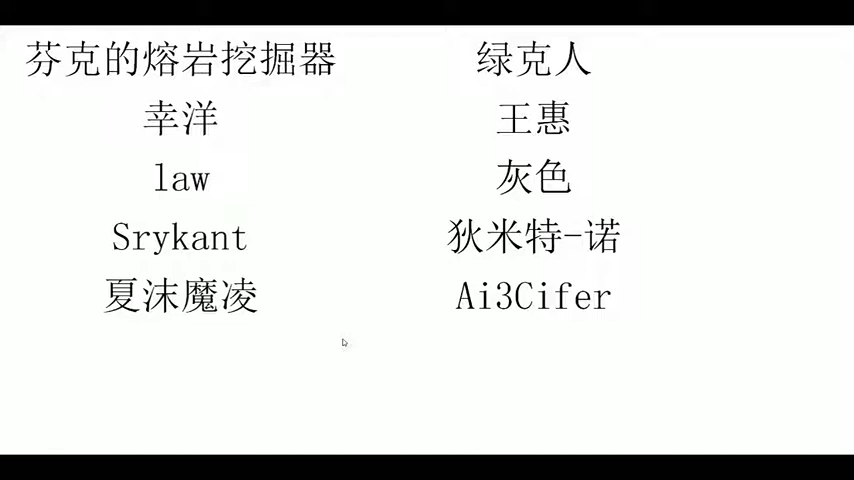 芬克的熔岩挖掘器 绿克人
幸洋 王惠
law 灰色
Srykant 狄米特-诺
夏沫魔凌 Ai3Cifer